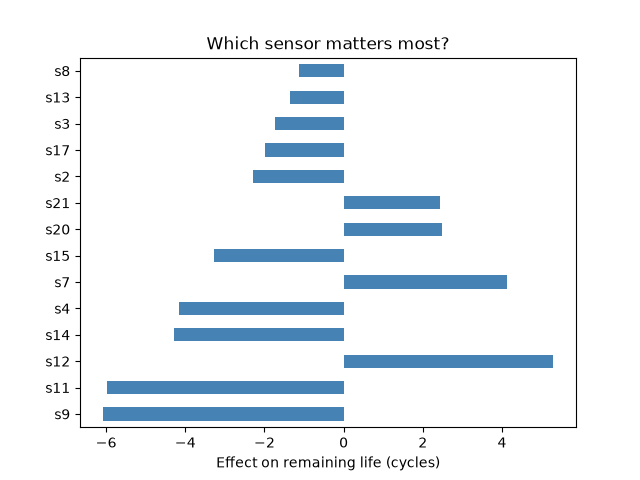 Which sensor matters most?
s8
s13
s3
s17
s2
s21
s20
s15
s7
s4
s14
s12
s11
s9
−6 −4 −2 0 2 4
Effect on remaining life (cycles)